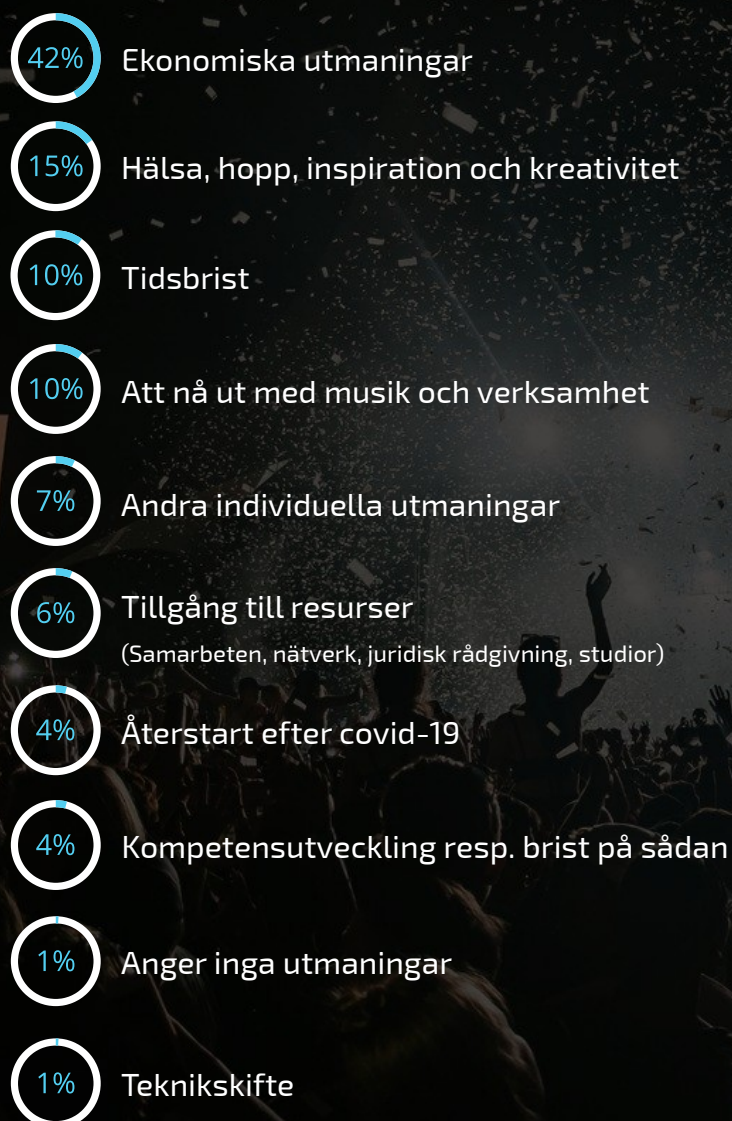 42% Ekonomiska utmaningar
15% Hälsa, hopp, inspiration och kreativitet
10% Tidsbrist
10% Att nå ut med musik och verksamhet
7% Andra individuella utmaningar
6% Tillgång till resurser
(Samarbeten, nätverk, juridisk rådgivning, studior)
4% Återstart efter covid-19
4% Kompetensutveckling resp. brist på sådan
1% Anger inga utmaningar
1% Teknikskifte